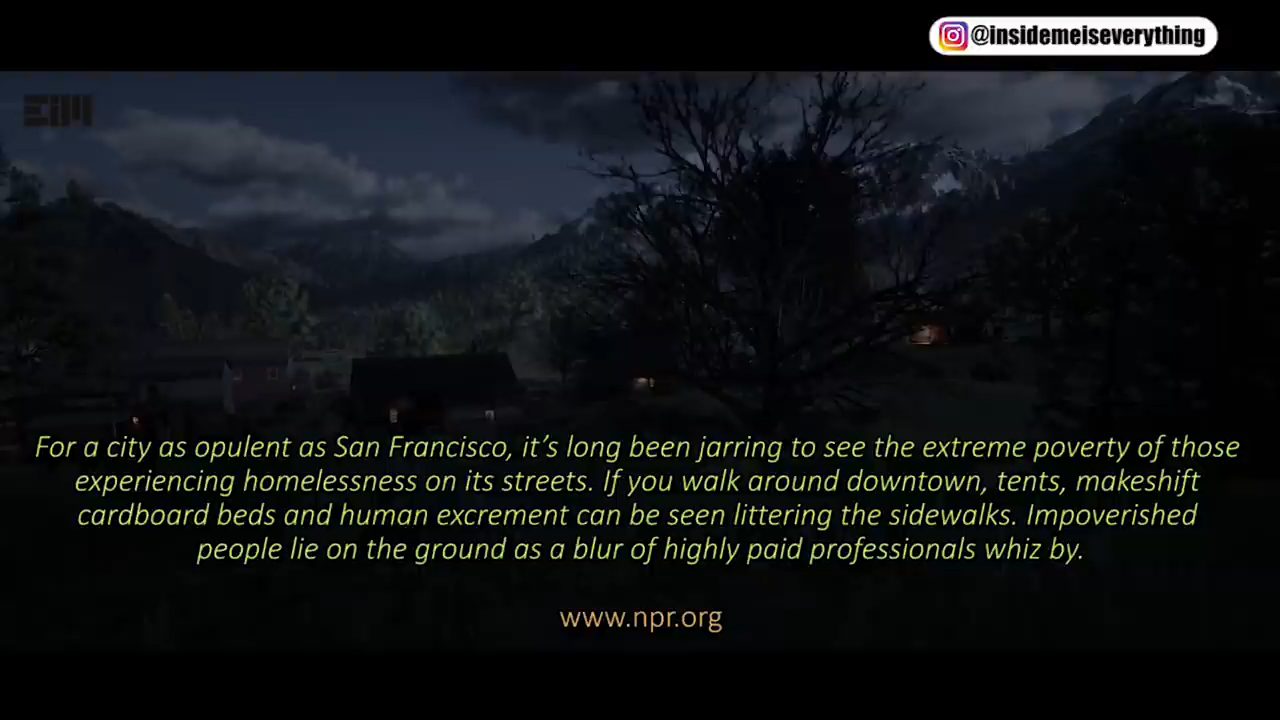 @insidemeiseverything
EIM
For a city as opulent as San Francisco, it’s long been jarring to see the extreme poverty of those
experiencing homelessness on its streets. If you walk around downtown, tents, makeshift
cardboard beds and human excrement can be seen littering the sidewalks. Impoverished
people lie on the ground as a blur of highly paid professionals whiz by.
www.npr.org